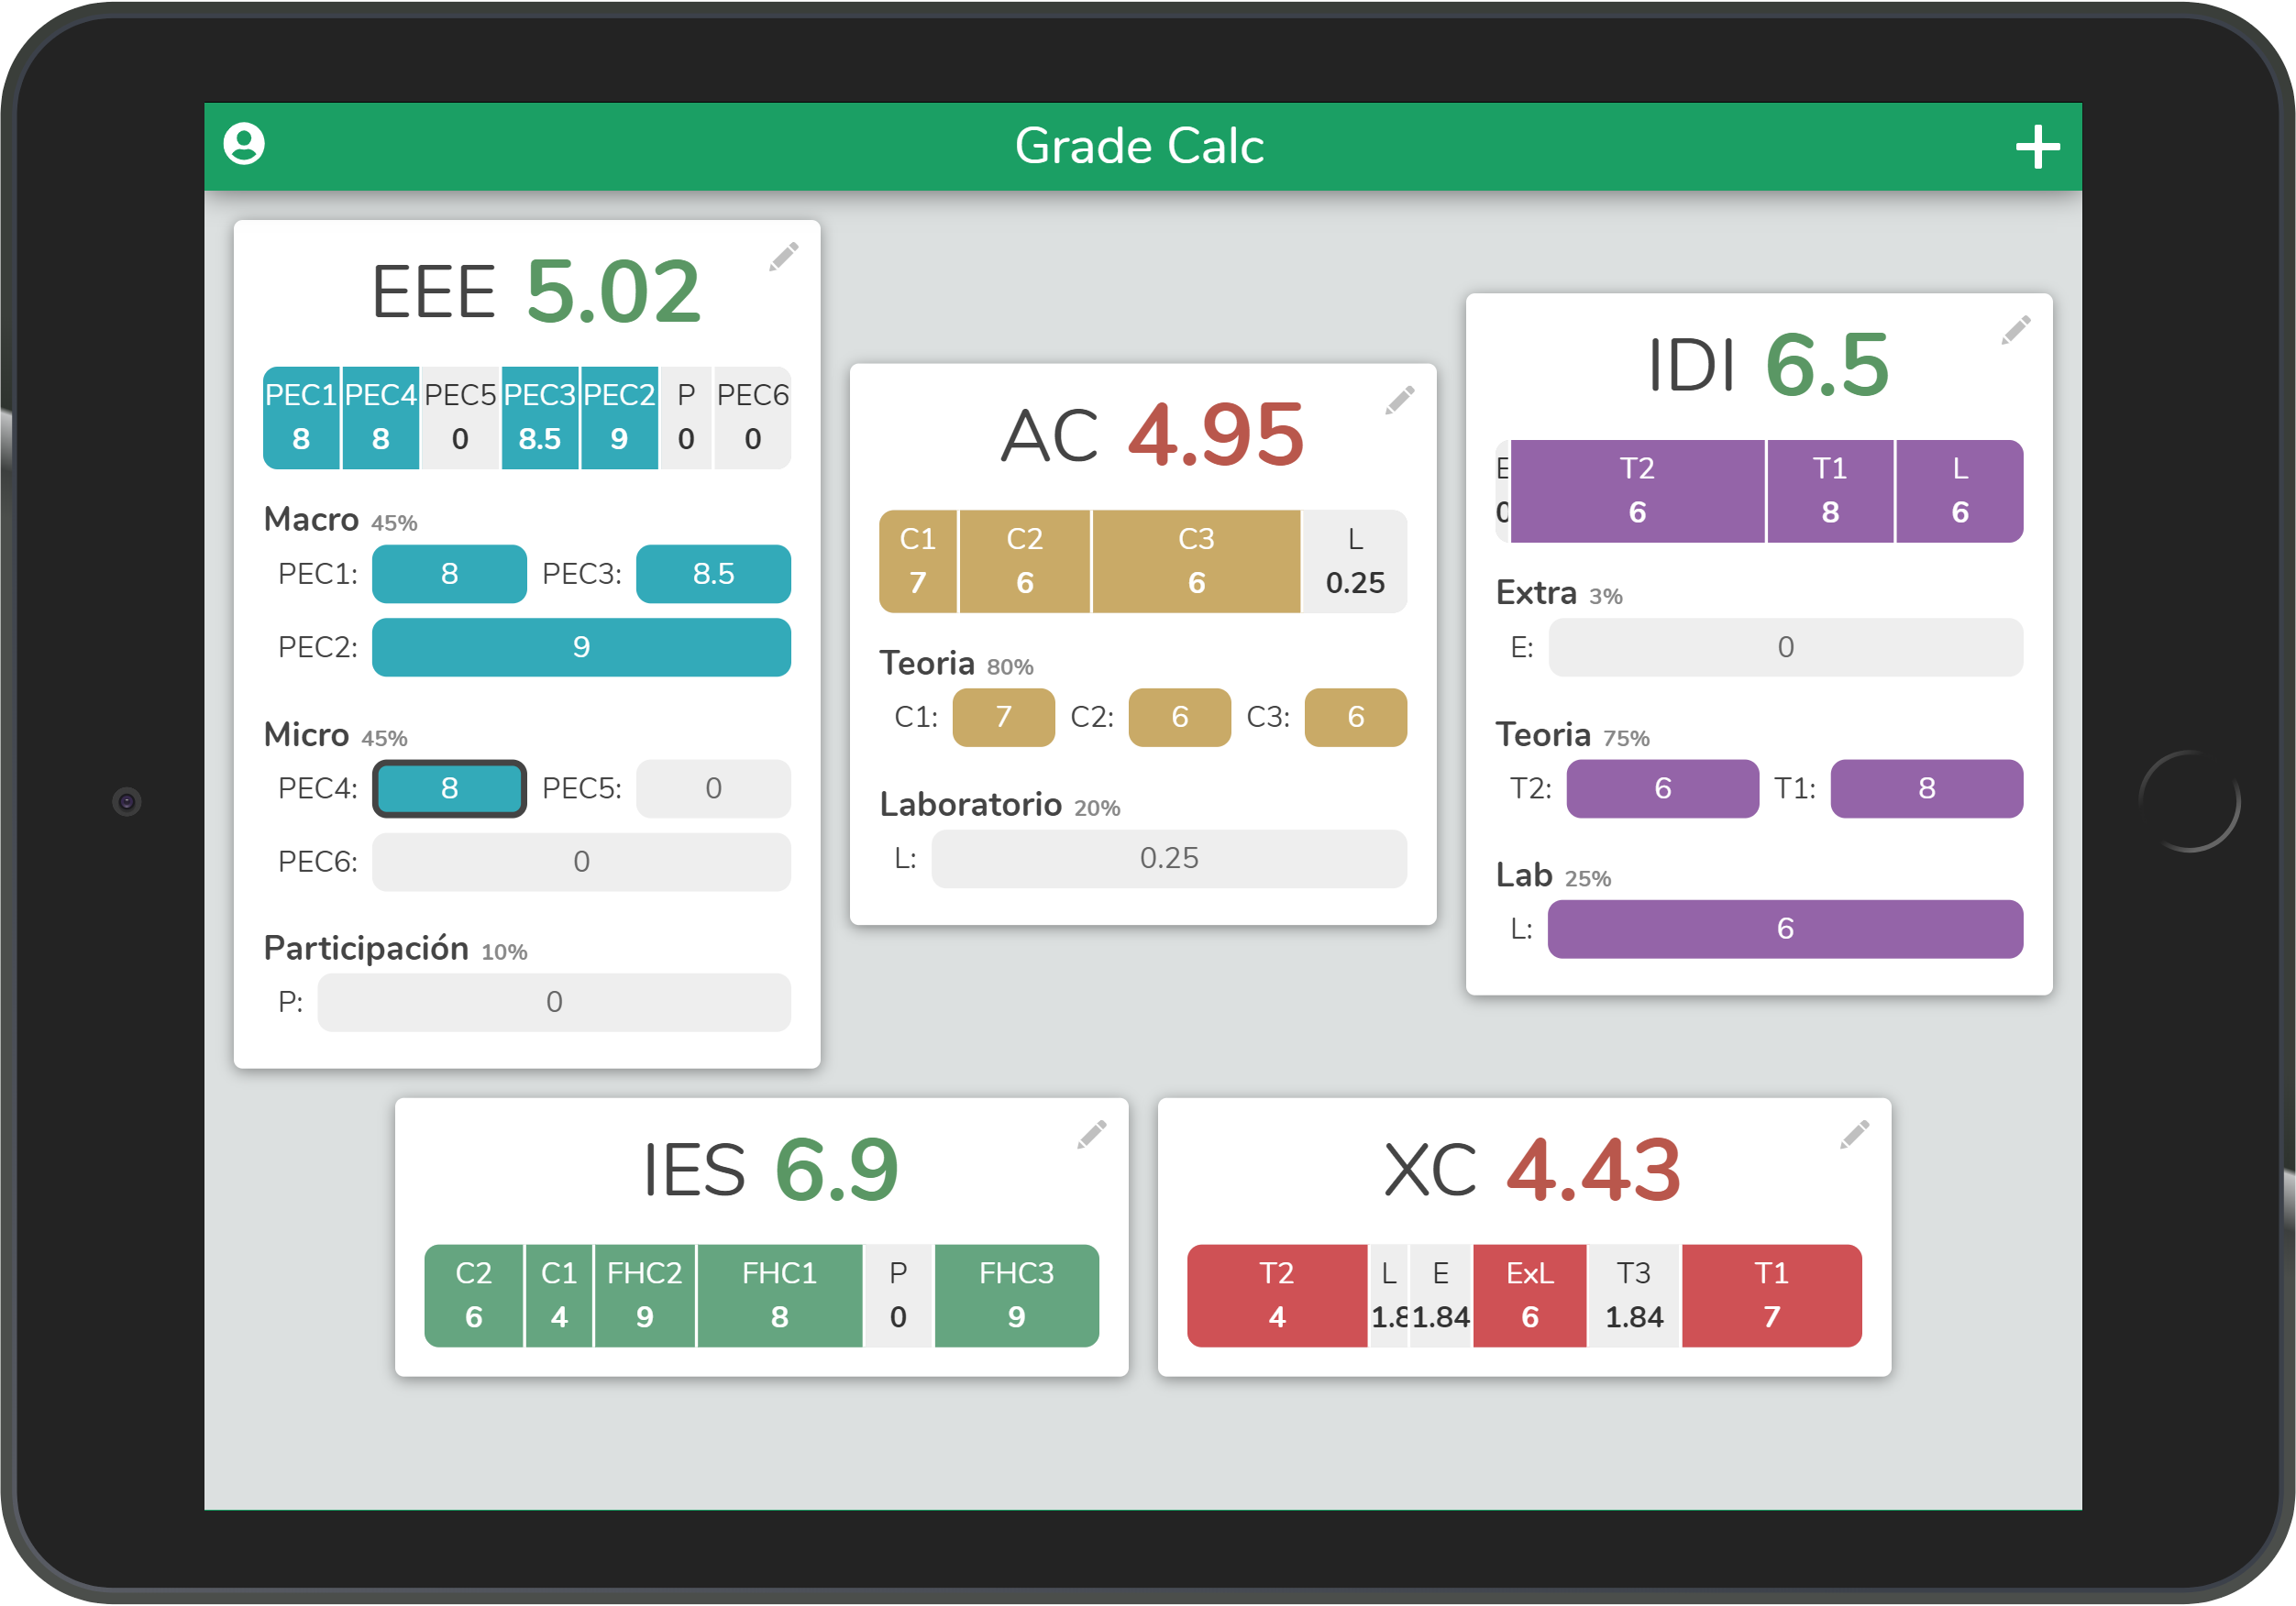 Grade Calc
EEE 5.02
PEC1 PEC4 PEC5 PEC3 PEC2 P PEC6
8 8 0 8.5 9 0 0
Macro 45%
PEC1: 8 PEC3: 8.5
PEC2: 9
Micro 45%
PEC4: 8 PEC5: 0
PEC6: 0
Participación 10%
P: 0
AC 4.95
C1 C2 C3 L
7 6 6 0.25
Teoria 80%
C1: 7 C2: 6 C3: 6
Laboratorio 20%
L: 0.25
IDI 6.5
E T2 T1 L
0 6 8 6
Extra 3%
E: 0
Teoria 75%
T2: 6 T1: 8
Lab 25%
L: 6
IES 6.9
C2 C1 FHC2 FHC1 P FHC3
6 4 9 8 0 9
XC 4.43
T2 L E ExL T3 T1
4 1.8 1.84 6 1.84 7